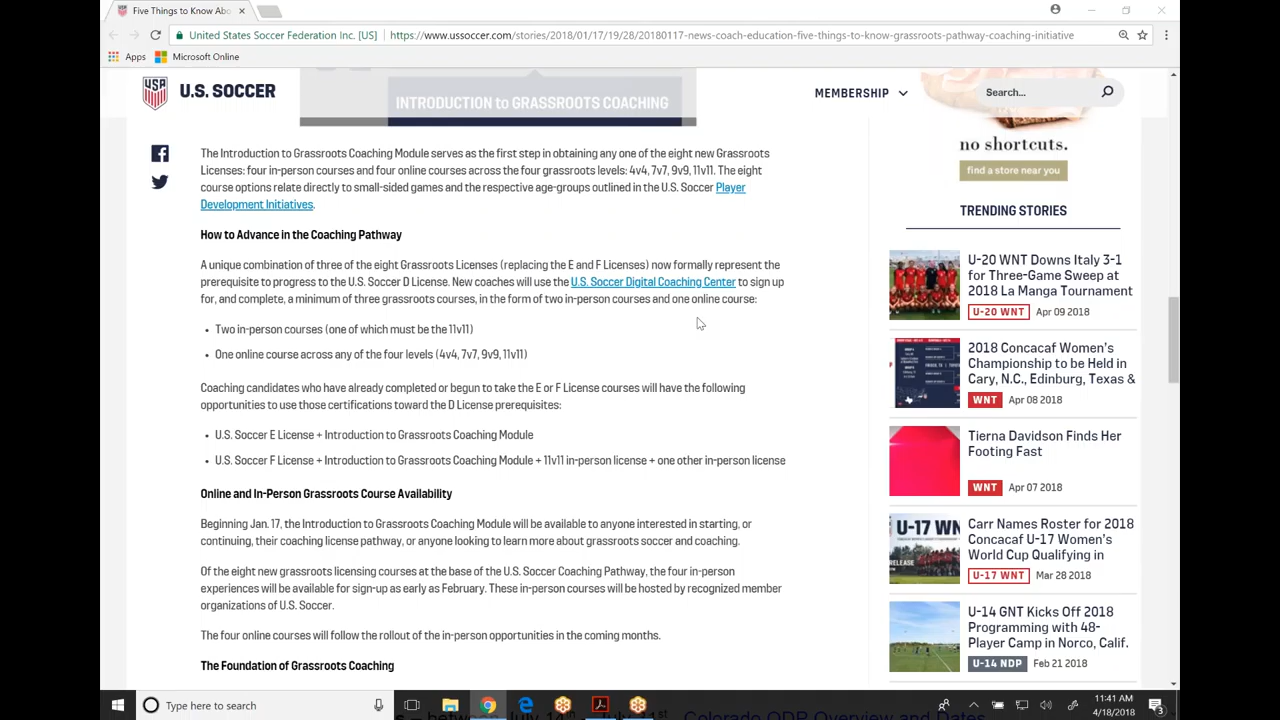 Five Things to Know Abo
United States Soccer Federation Inc. [US]
https://www.ussoccer.com/stories/2018/01/17/19/28/20180117-news-coach-education-five-things-to-know-grassroots-pathway-coaching-initiative
Apps
Microsoft Online
U.S. SOCCER
MEMBERSHIP
Search...
INTRODUCTION to GRASSROOTS COACHING
The Introduction to Grassroots Coaching Module serves as the first step in obtaining any one of the eight new Grassroots
Licenses: four in-person courses and four online courses across the four grassroots levels: 4v4, 7v7, 9v9, 11v11. The eight
course options relate directly to small-sided games and the respective age-groups outlined in the U.S. Soccer Player
Development Initiatives.
How to Advance in the Coaching Pathway
A unique combination of three of the eight Grassroots Licenses (replacing the E and F Licenses) now formally represent the
prerequisite to progress to the U.S. Soccer D License. New coaches will use the U.S. Soccer Digital Coaching Center to sign up
for, and complete, a minimum of three grassroots courses, in the form of two in-person courses and one online course:
• Two in-person courses (one of which must be the 11v11)
• One online course across any of the four levels (4v4, 7v7, 9v9, 11v11)
Coaching candidates who have already completed or begun to take the E or F License courses will have the following
opportunities to use those certifications toward the D License prerequisites:
• U.S. Soccer E License + Introduction to Grassroots Coaching Module
• U.S. Soccer F License + Introduction to Grassroots Coaching Module + 11v11 in-person license + one other in-person license
Online and In-Person Grassroots Course Availability
Beginning Jan. 17, the Introduction to Grassroots Coaching Module will be available to anyone interested in starting, or
continuing, their coaching license pathway, or anyone looking to learn more about grassroots soccer and coaching.
Of the eight new grassroots licensing courses at the base of the U.S. Soccer Coaching Pathway, the four in-person
experiences will be available for sign-up as early as February. These in-person courses will be hosted by recognized member
organizations of U.S. Soccer.
The four online courses will follow the rollout of the in-person opportunities in the coming months.
The Foundation of Grassroots Coaching
no shortcuts.
find a store near you
TRENDING STORIES
U-20 WNT Downs Italy 3-1
for Three-Game Sweep at
2018 La Manga Tournament
U-20 WNT Apr 09 2018
2018 Concacaf Women's
Championship to be Held in
Cary, N.C., Edinburg, Texas &
WNT Apr 08 2018
Tierna Davidson Finds Her
Footing Fast
WNT Apr 07 2018
U-17 WN
Carr Names Roster for 2018
Concacaf U-17 Women's
World Cup Qualifying in
U-17 WNT Mar 28 2018
U-14 GNT Kicks Off 2018
Programming with 48-
Player Camp in Norco, Calif.
U-14 NDP Feb 21 2018
Type here to search
11:41 AM
4/18/2018
3